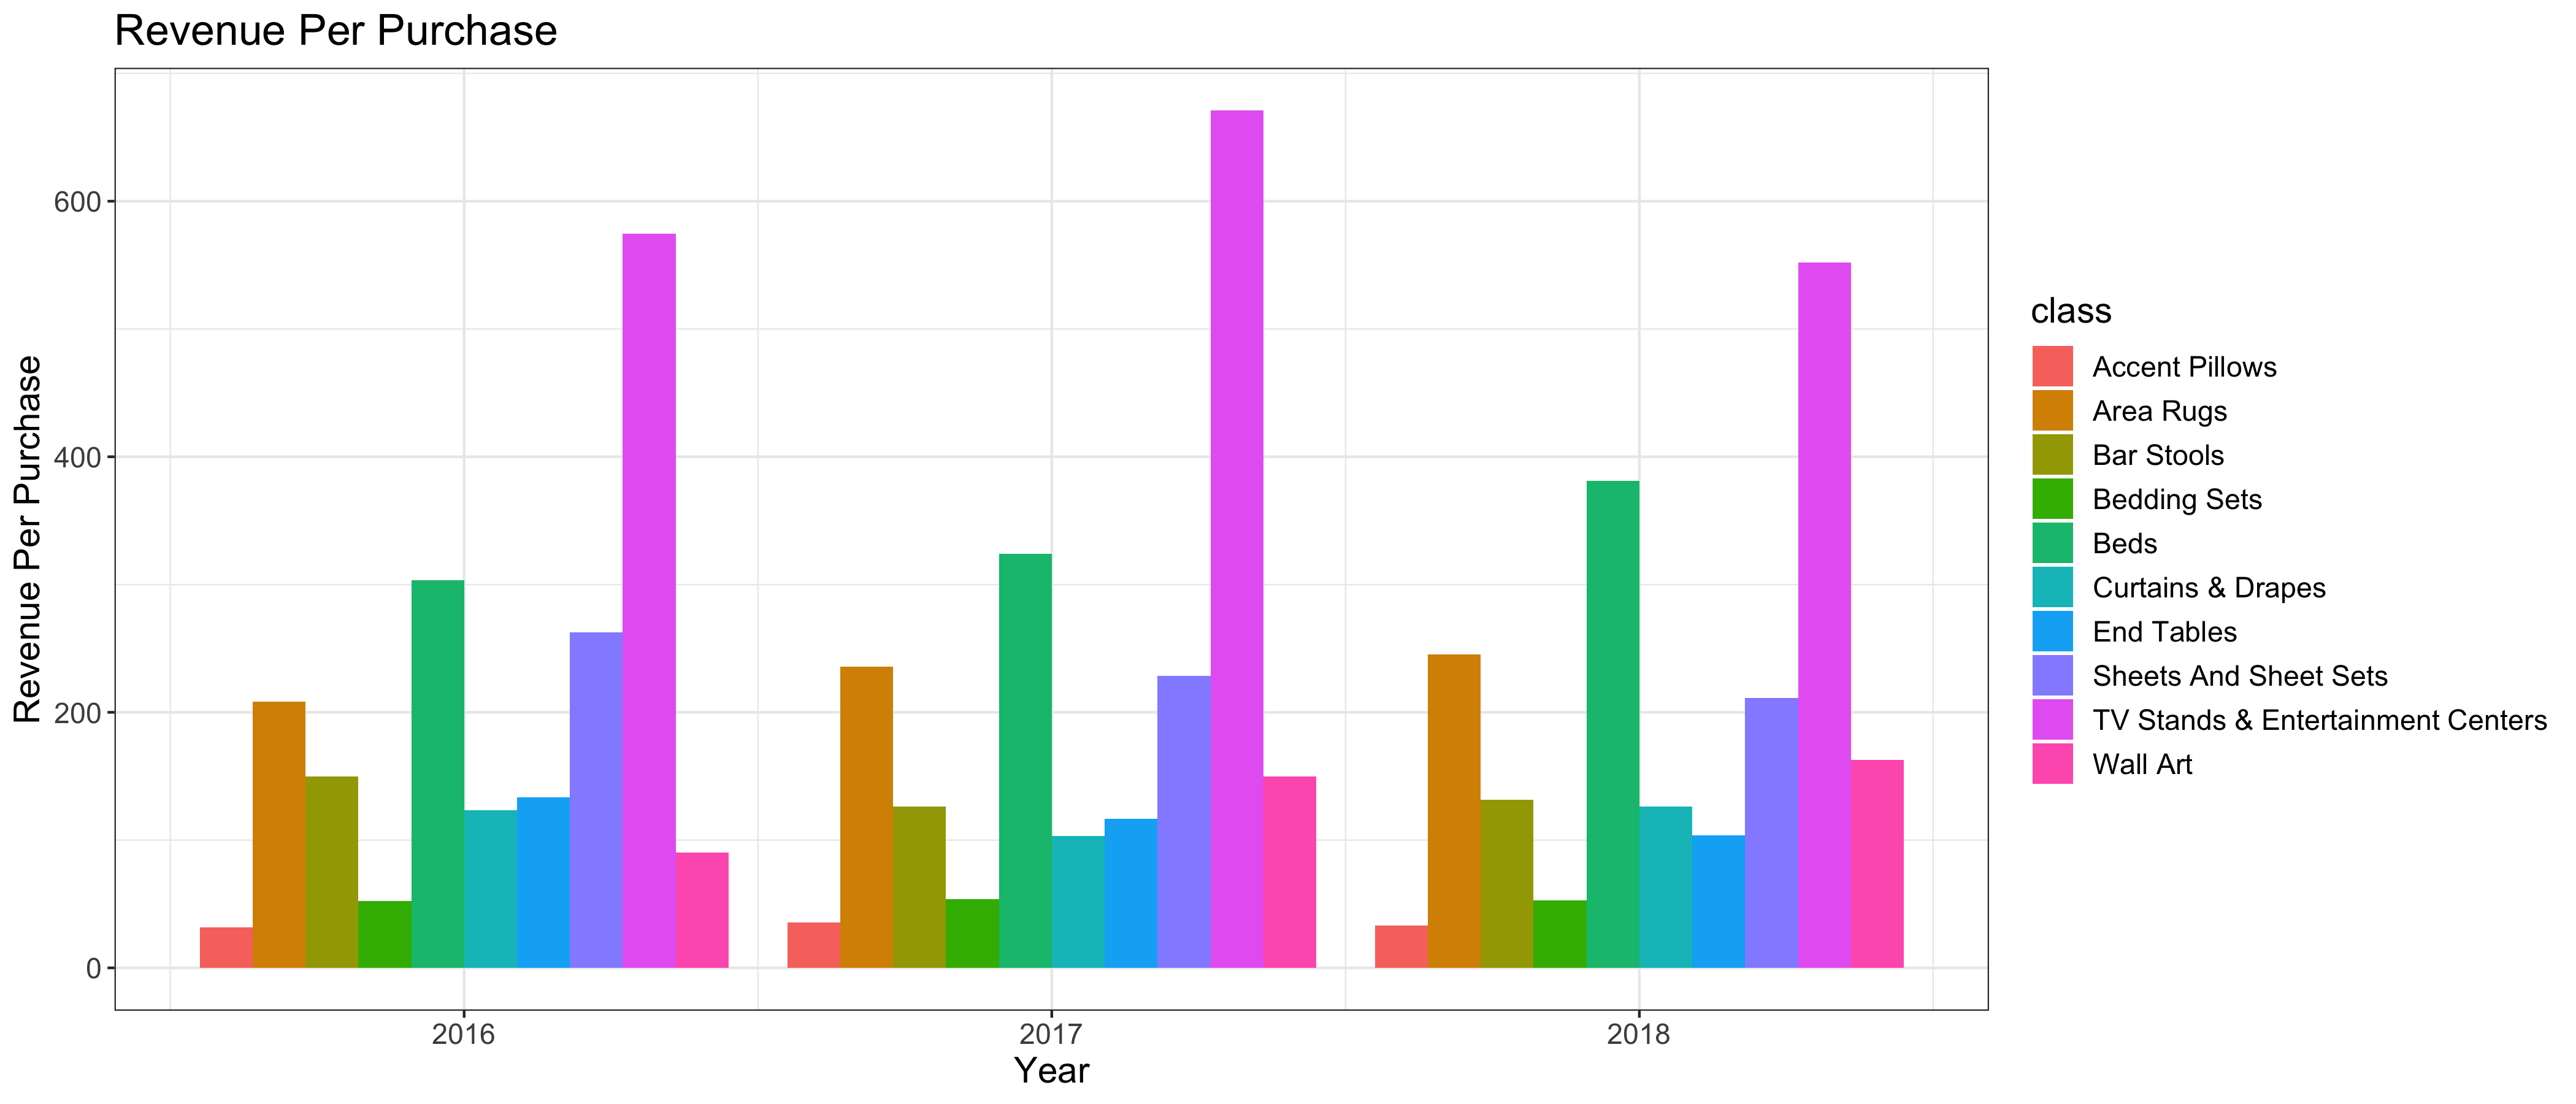 Revenue Per Purchase
Revenue Per Purchase
600
400
200
0
2016
2017
2018
Year
class
Accent Pillows
Area Rugs
Bar Stools
Bedding Sets
Beds
Curtains & Drapes
End Tables
Sheets And Sheet Sets
TV Stands & Entertainment Centers
Wall Art